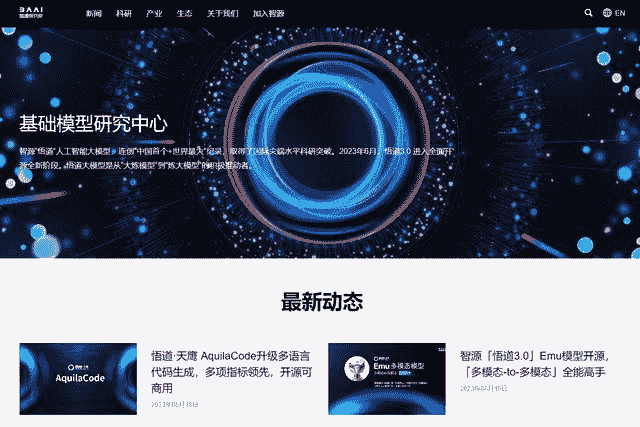 BAAI
新闻 科研 产业 生态 关于我们 加入智源 EN
基础模型研究中心
智源“悟道”人工智能大模型，连创“中国首个+世界最大”纪录，取得了国际尖端水平科研突破。2023年6月，悟道3.0 进入全面开
源全新阶段。悟道大模型是从“大炼模型”到“炼大模型”的积极推动者。
最新动态
AquilaCode
悟道·天鹰 AquilaCode升级多语言
代码生成，多项指标领先，开源可
商用
Emu 多模态模型
智源「悟道3.0」Emu模型开源，
「多模态-to-多模态」全能高手